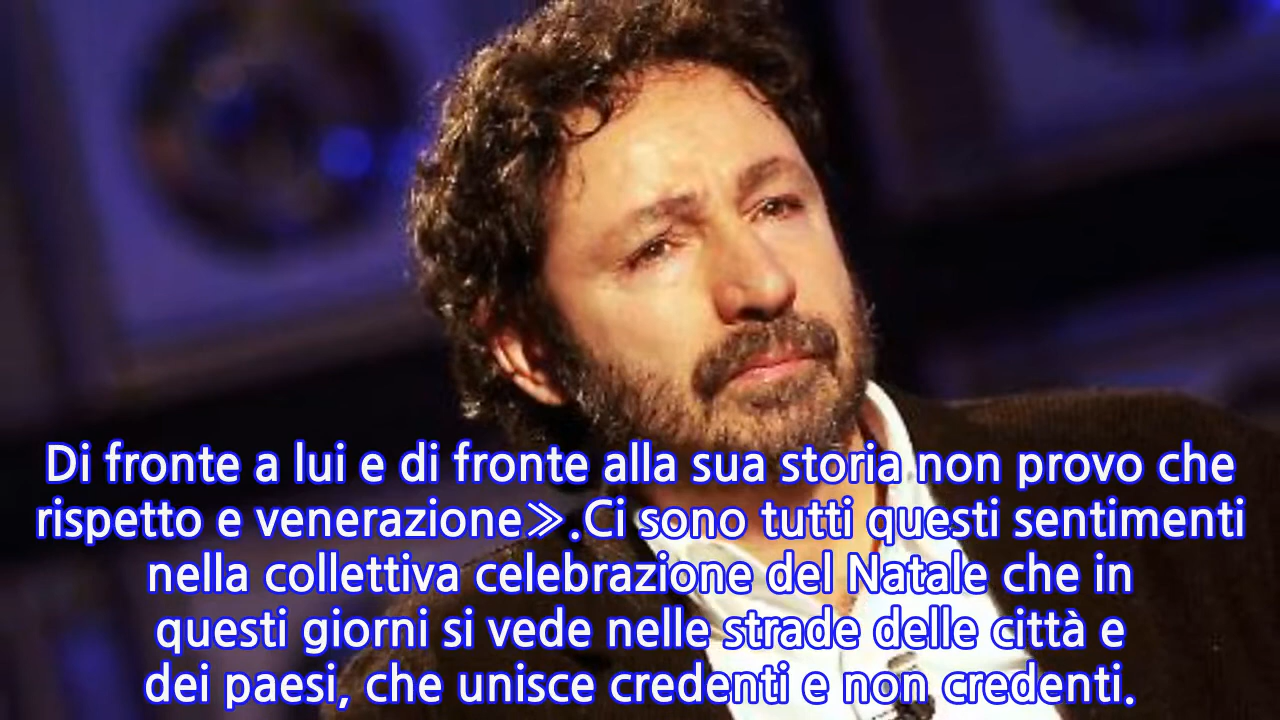 Di fronte a lui e di fronte alla sua storia non provo che
rispetto e venerazione≫.Ci sono tutti questi sentimenti
nella collettiva celebrazione del Natale che in
questi giorni si vede nelle strade delle città e
dei paesi, che unisce credenti e non credenti.